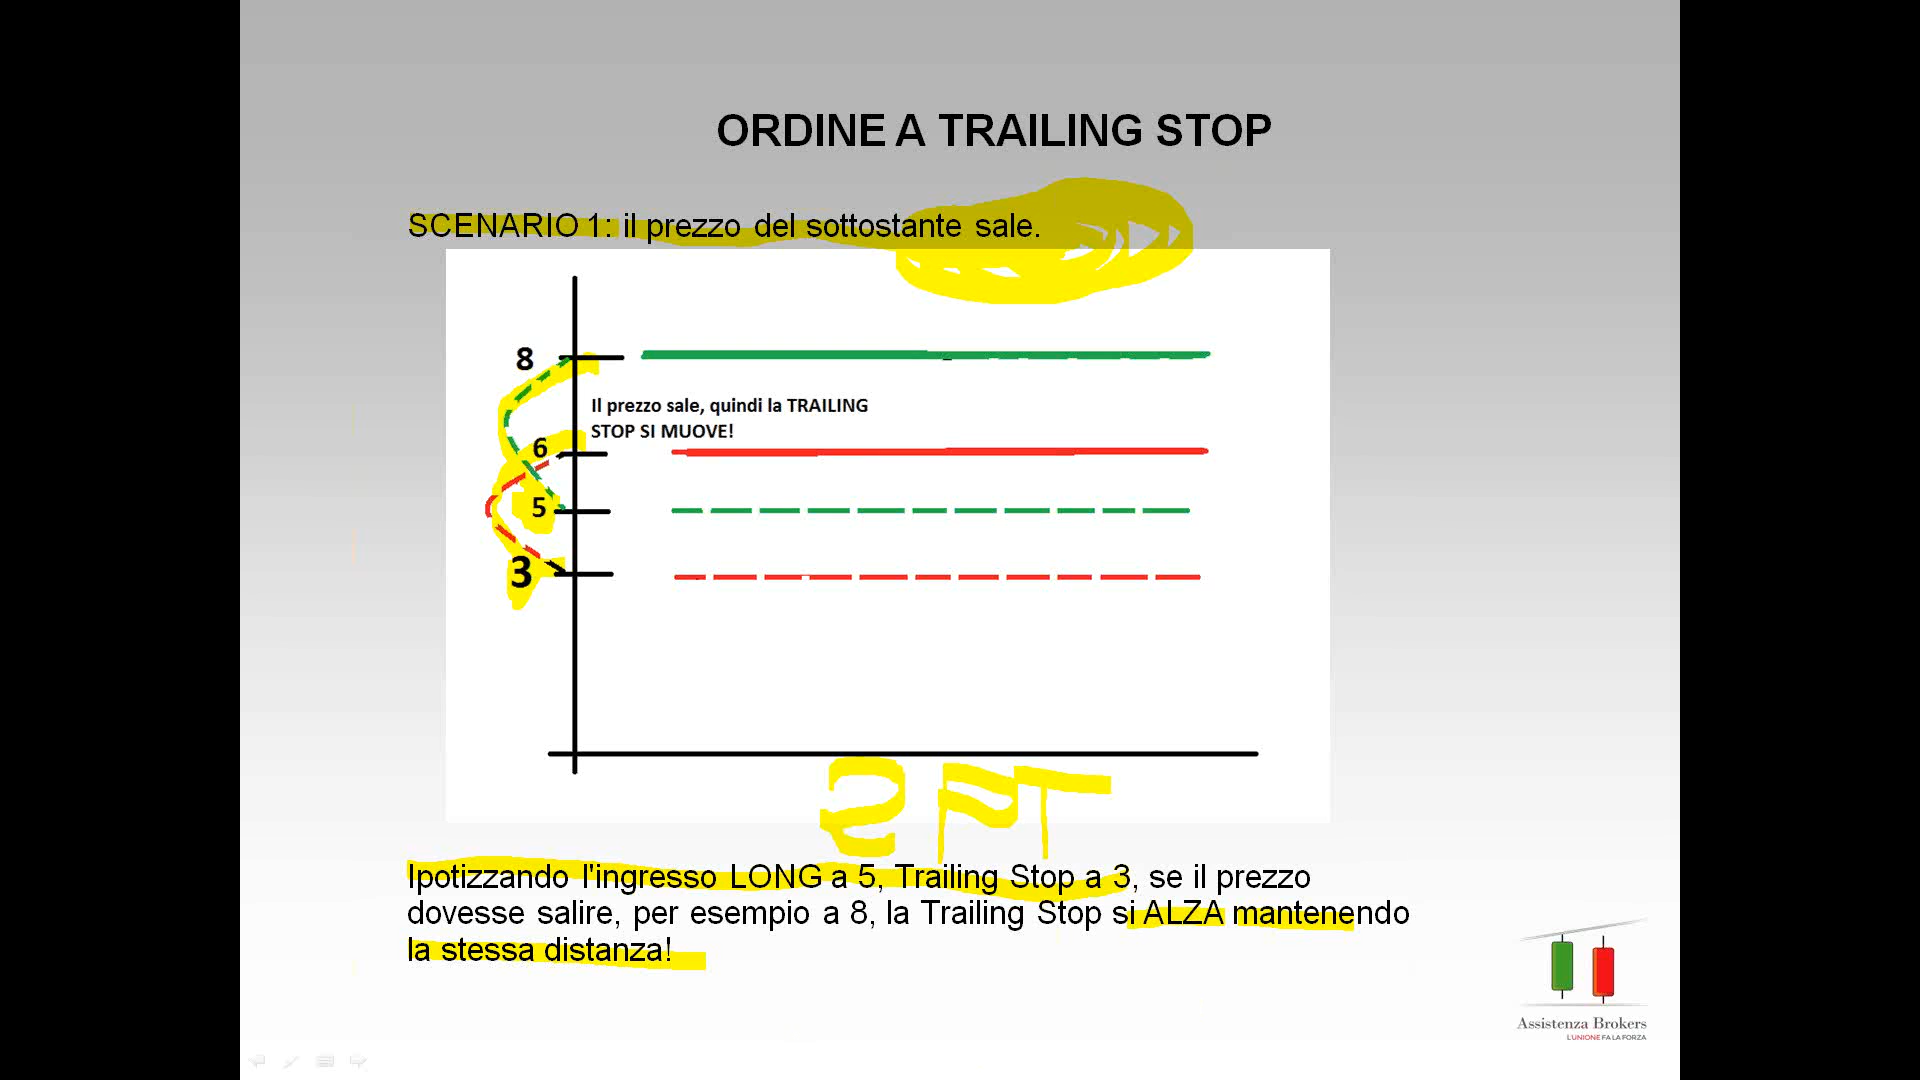 ORDINE A TRAILING STOP
SCENARIO 1: il prezzo del sottostante sale.
8
Il prezzo sale, quindi la TRAILING
STOP SI MUOVE!
6
5
3
2 PT
Ipotizzando l'ingresso LONG a 5, Trailing Stop a 3, se il prezzo
dovesse salire, per esempio a 8, la Trailing Stop si ALZA mantenendo
la stessa distanza!
Assistenza Brokers
L'UNIONE FA LA FORZA